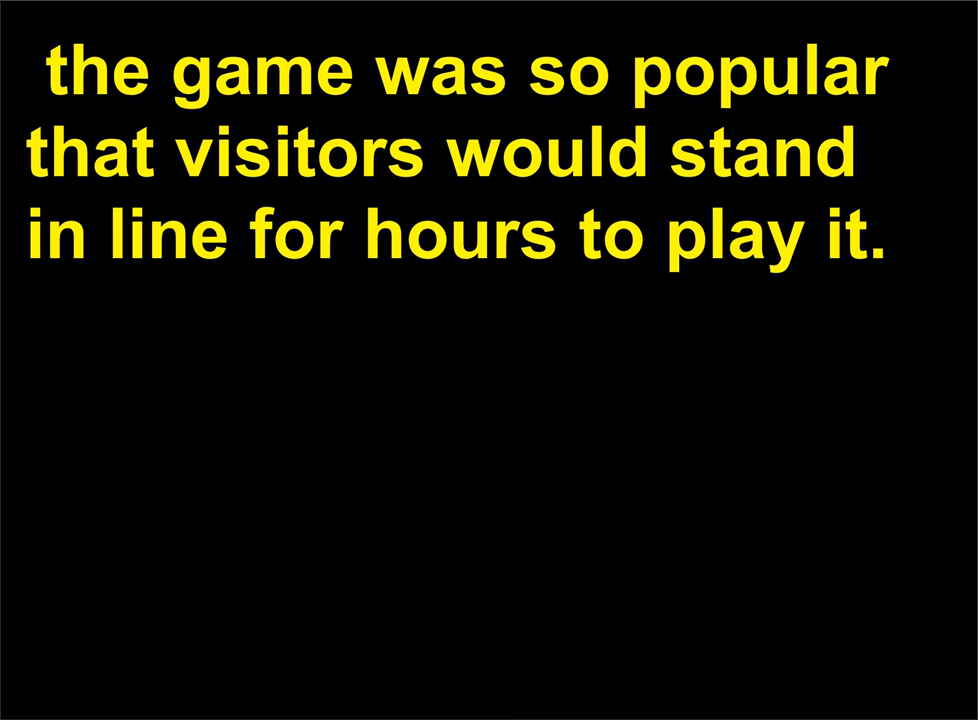 the game was so popular
that visitors would stand
in line for hours to play it.